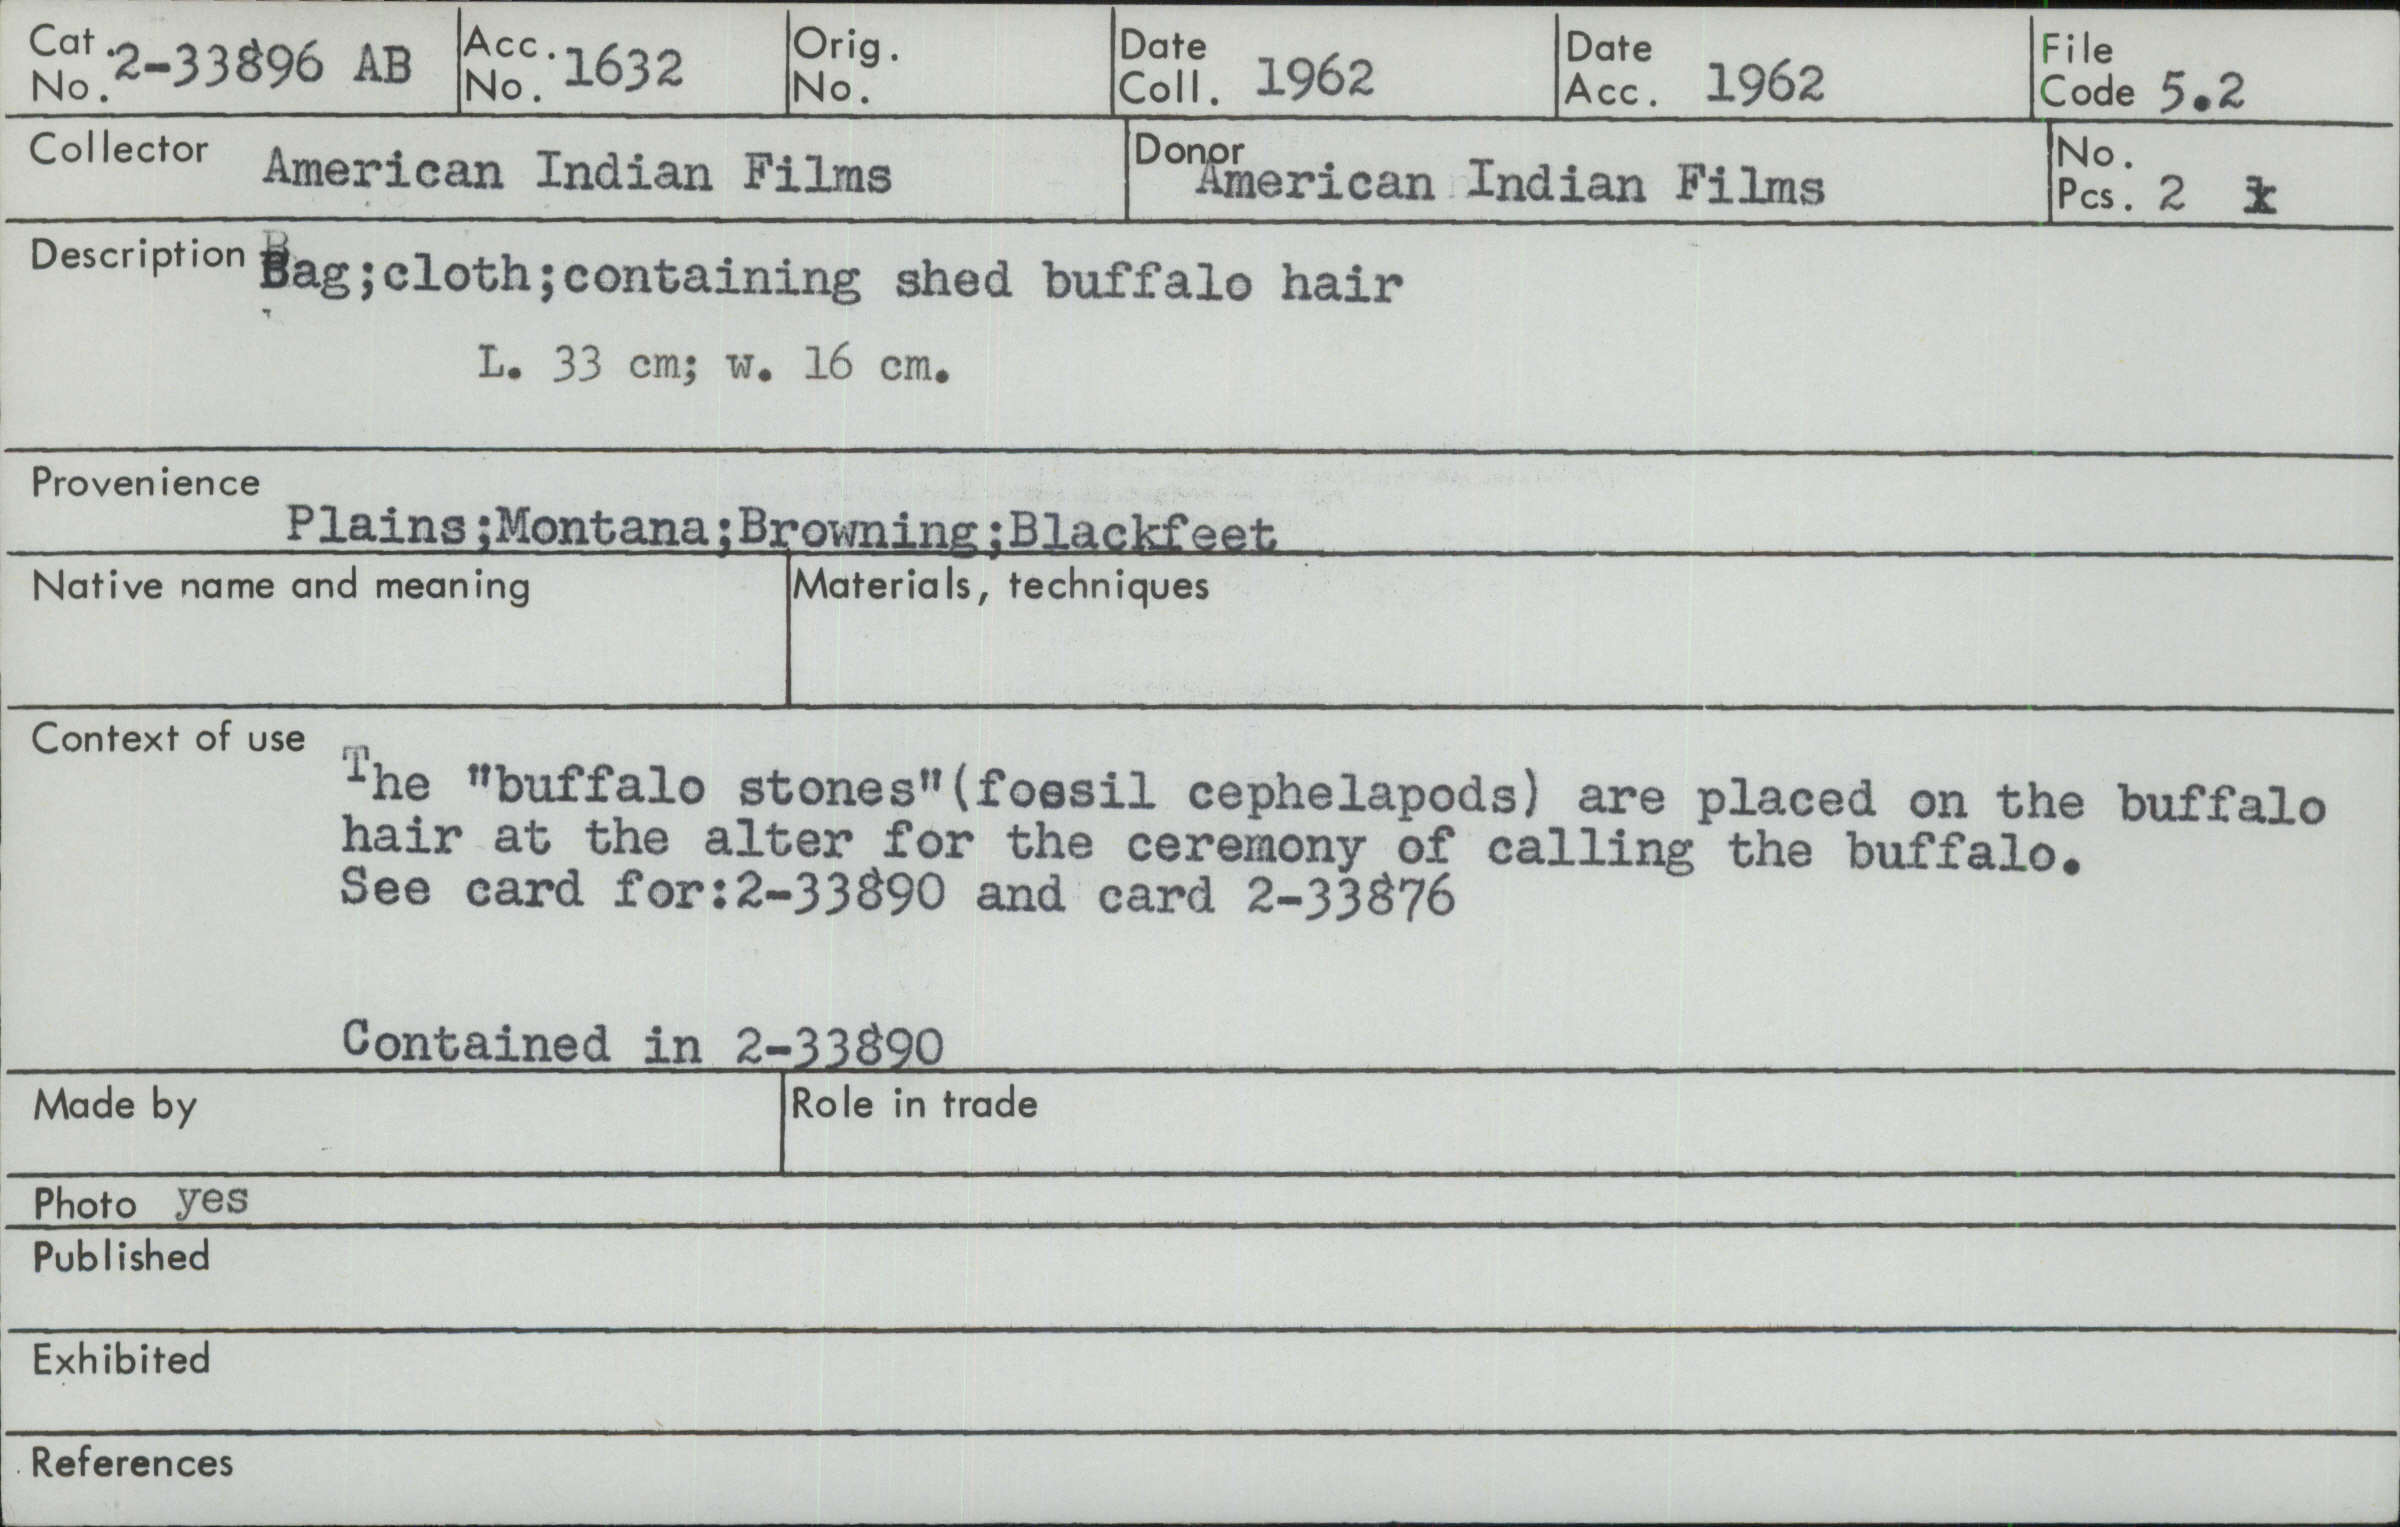 Cat. No. 2-33896 AB Acc. No. 1632 Orig. No. Date Coll. 1962 Date Acc. 1962 File Code 5.2
Collector American Indian Films Donor American Indian Films No. Pcs. 2
Description Bag;cloth;containing shed buffalo hair
L. 33 cm; w. 16 cm.
Provenience
Plains;Montana;Browning;Blackfeet
Native name and meaning Materials, techniques
Context of use
The "buffalo stones"(fossil cephelapods) are placed on the buffalo
hair at the alter for the ceremony of calling the buffalo.
See card for:2-33890 and card 2-33876
Contained in 2-33890
Made by Role in trade
Photo yes
Published
Exhibited
References